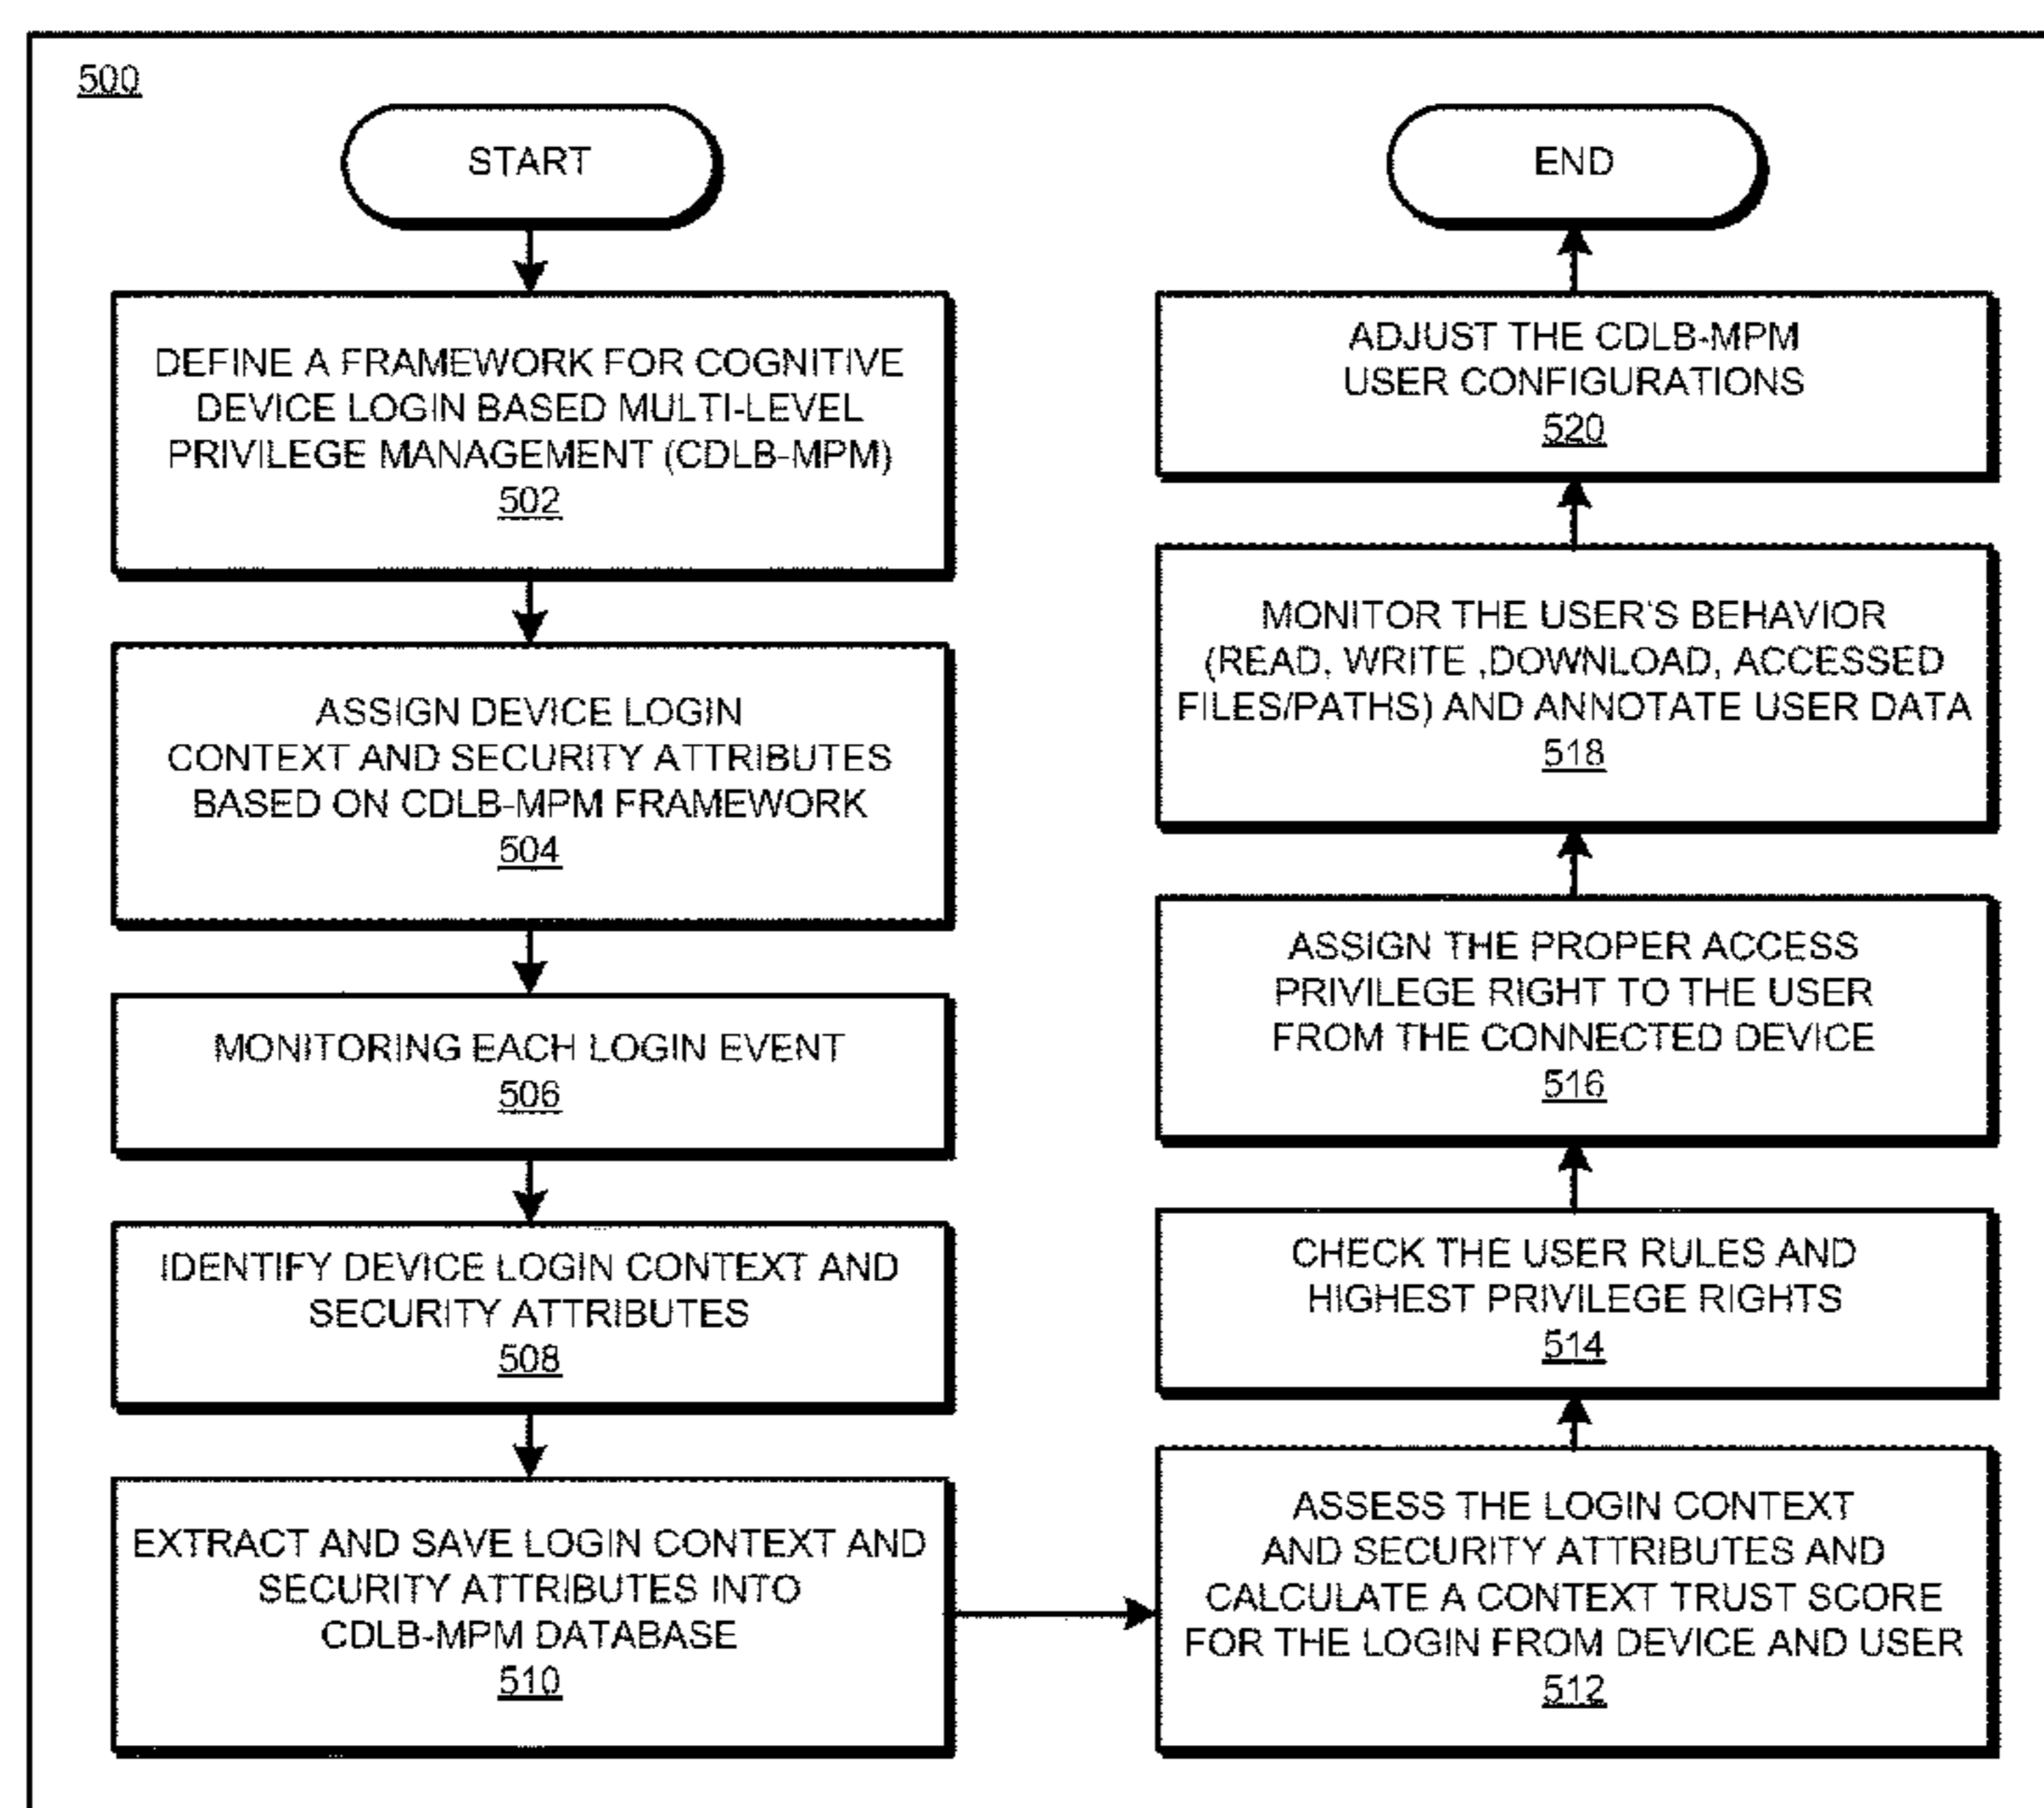 500
START
DEFINE A FRAMEWORK FOR COGNITIVE
DEVICE LOGIN BASED MULTI-LEVEL
PRIVILEGE MANAGEMENT (CDLB-MPM)
502
ASSIGN DEVICE LOGIN
CONTEXT AND SECURITY ATTRIBUTES
BASED ON CDLB-MPM FRAMEWORK
504
MONITORING EACH LOGIN EVENT
506
IDENTIFY DEVICE LOGIN CONTEXT AND
SECURITY ATTRIBUTES
508
EXTRACT AND SAVE LOGIN CONTEXT AND
SECURITY ATTRIBUTES INTO
CDLB-MPM DATABASE
510
ASSESS THE LOGIN CONTEXT
AND SECURITY ATTRIBUTES AND
CALCULATE A CONTEXT TRUST SCORE
FOR THE LOGIN FROM DEVICE AND USER
512
CHECK THE USER RULES AND
HIGHEST PRIVILEGE RIGHTS
514
ASSIGN THE PROPER ACCESS
PRIVILEGE RIGHT TO THE USER
FROM THE CONNECTED DEVICE
516
MONITOR THE USER'S BEHAVIOR
(READ, WRITE ,DOWNLOAD, ACCESSED
FILES/PATHS) AND ANNOTATE USER DATA
518
ADJUST THE CDLB-MPM
USER CONFIGURATIONS
520
END